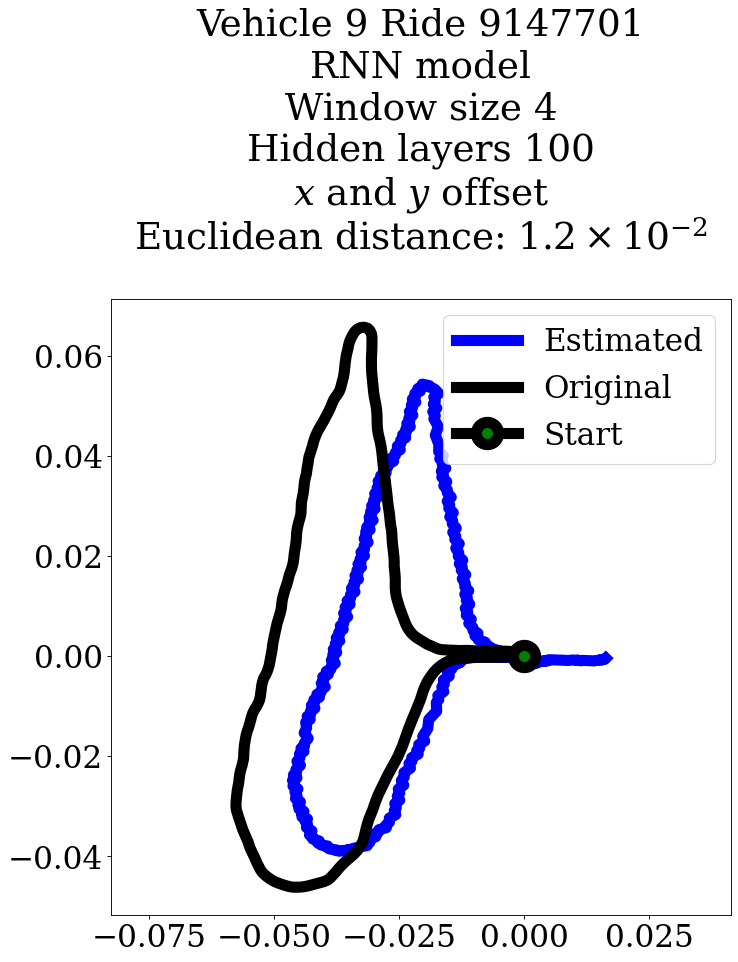 Vehicle 9 Ride 9147701
RNN model
Window size 4
Hidden layers 100
x and y offset
Euclidean distance: 1.2 × 10⁻²
Estimated
Original
Start
0.06
0.04
0.02
0.00
−0.02
−0.04
−0.075 −0.050 −0.025 0.000 0.025